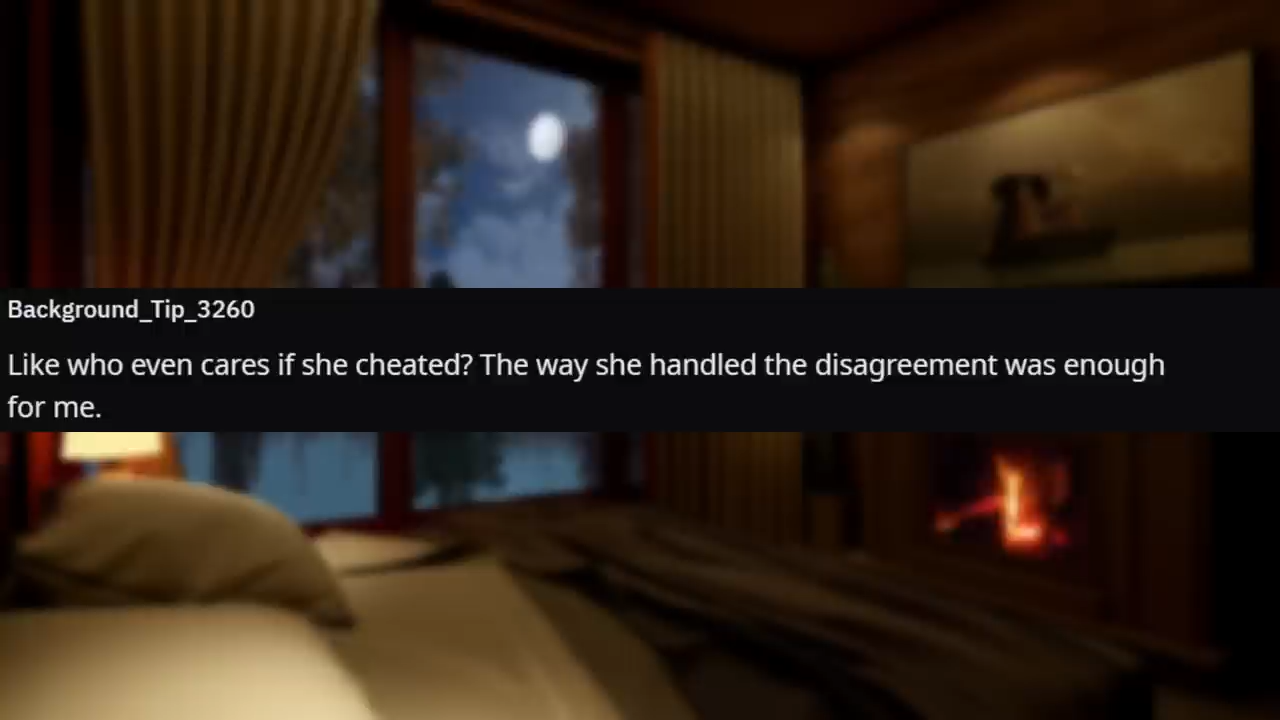 Background_Tip_3260
Like who even cares if she cheated? The way she handled the disagreement was enough
for me.